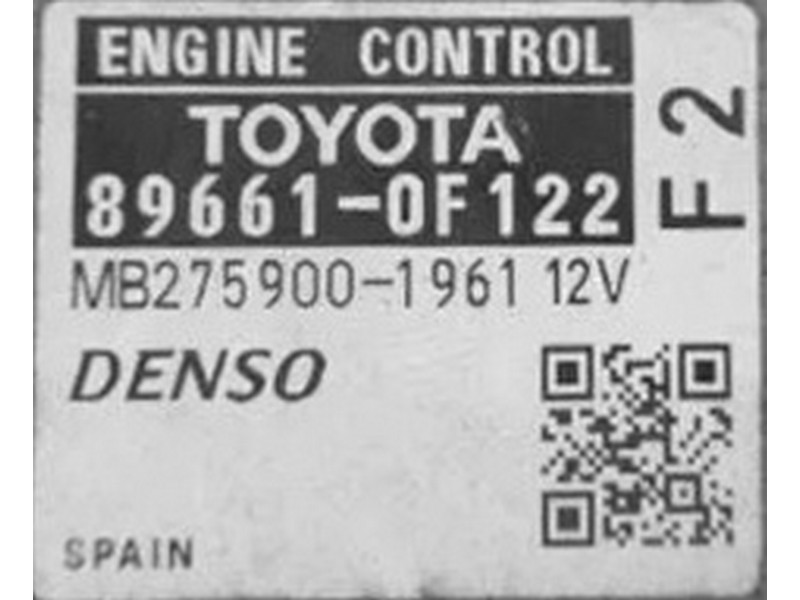 ENGINE CONTROL
TOYOTA
89661-0F122
F2
MB275900-1961 12V
DENSO
SPAIN